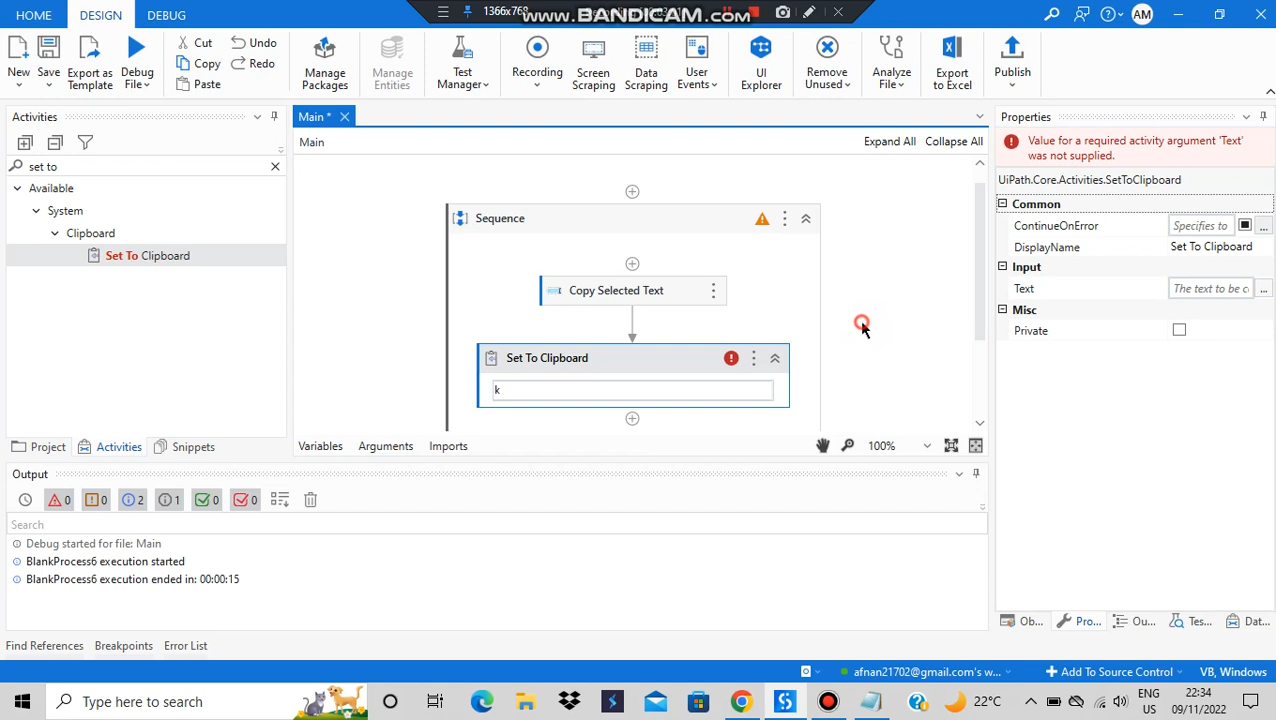 HOME
DESIGN
DEBUG
1366x768
www.BANDICAM.com
AM
New
Save
Export as Template
Debug File
Cut
Copy
Paste
Undo
Redo
Manage Packages
Manage Entities
Test Manager
Recording
Screen Scraping
Data Scraping
User Events
UI Explorer
Remove Unused
Analyze File
Export to Excel
Publish
Activities
set to
Available
System
Clipboard
Set To Clipboard
Project
Activities
Snippets
Main *
Main
Expand All
Collapse All
Sequence
Copy Selected Text
Set To Clipboard
k
Variables
Arguments
Imports
100%
Properties
Value for a required activity argument 'Text' was not supplied.
UiPath.Core.Activities.SetToClipboard
Common
ContinueOnError
Specifies to
...
DisplayName
Set To Clipboard
Input
Text
The text to be c
...
Misc
Private
Ob...
Pro...
Ou...
Tes...
Dat...
Output
0
0
2
1
0
0
Search
Debug started for file: Main
BlankProcess6 execution started
BlankProcess6 execution ended in: 00:00:15
Find References
Breakpoints
Error List
afnan21702@gmail.com's w...
Add To Source Control
VB, Windows
Type here to search
22°C
ENG
22:34
09/11/2022